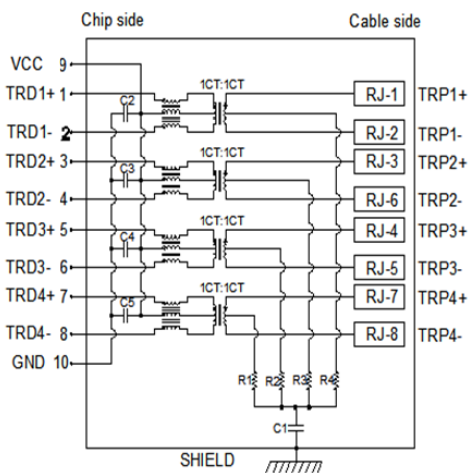 Chip side Cable side
VCC 9
TRD1+ 1 C2 1CT:1CT RJ-1 TRP1+
TRD1- 2 RJ-2 TRP1-
TRD2+ 3 C3 1CT:1CT RJ-3 TRP2+
TRD2- 4 RJ-6 TRP2-
TRD3+ 5 C4 1CT:1CT RJ-4 TRP3+
TRD3- 6 RJ-5 TRP3-
TRD4+ 7 C5 1CT:1CT RJ-7 TRP4+
TRD4- 8 RJ-8 TRP4-
GND 10
R1 R2 R3 R4
C1
SHIELD